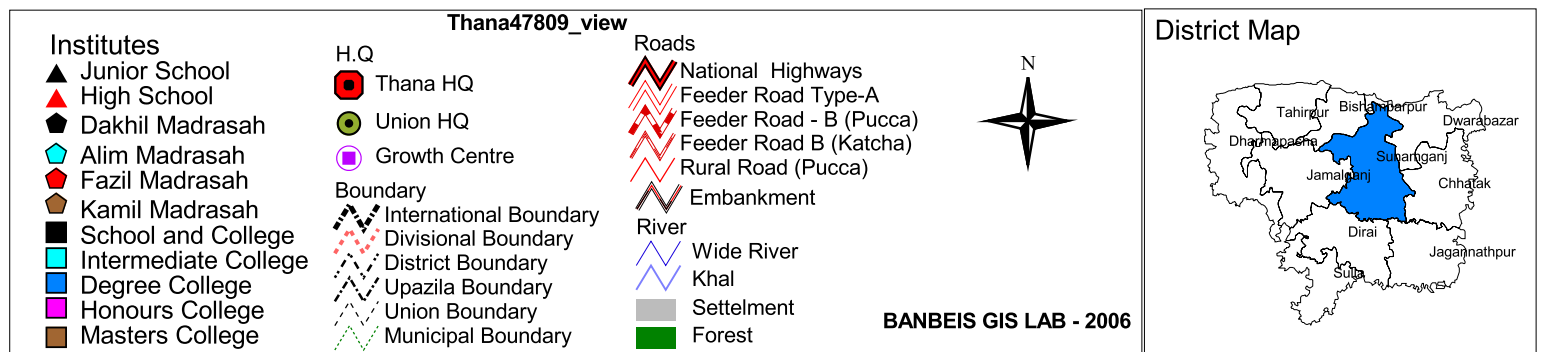 Thana47809_view
Institutes
Junior School
High School
Dakhil Madrasah
Alim Madrasah
Fazil Madrasah
Kamil Madrasah
School and College
Intermediate College
Degree College
Honours College
Masters College
H.Q
Thana HQ
Union HQ
Growth Centre
Boundary
International Boundary
Divisional Boundary
District Boundary
Upazila Boundary
Union Boundary
Municipal Boundary
Roads
National Highways
Feeder Road Type-A
Feeder Road - B (Pucca)
Feeder Road B (Katcha)
Rural Road (Pucca)
Embankment
River
Wide River
Khal
Settelment
Forest
N
BANBEIS GIS LAB - 2006
District Map
Tahirpur
Bishambarpur
Dwarabazar
Dharmapasha
Sunamganj
Jamalganj
Chhatak
Dirai
Jagannathpur
Sulla